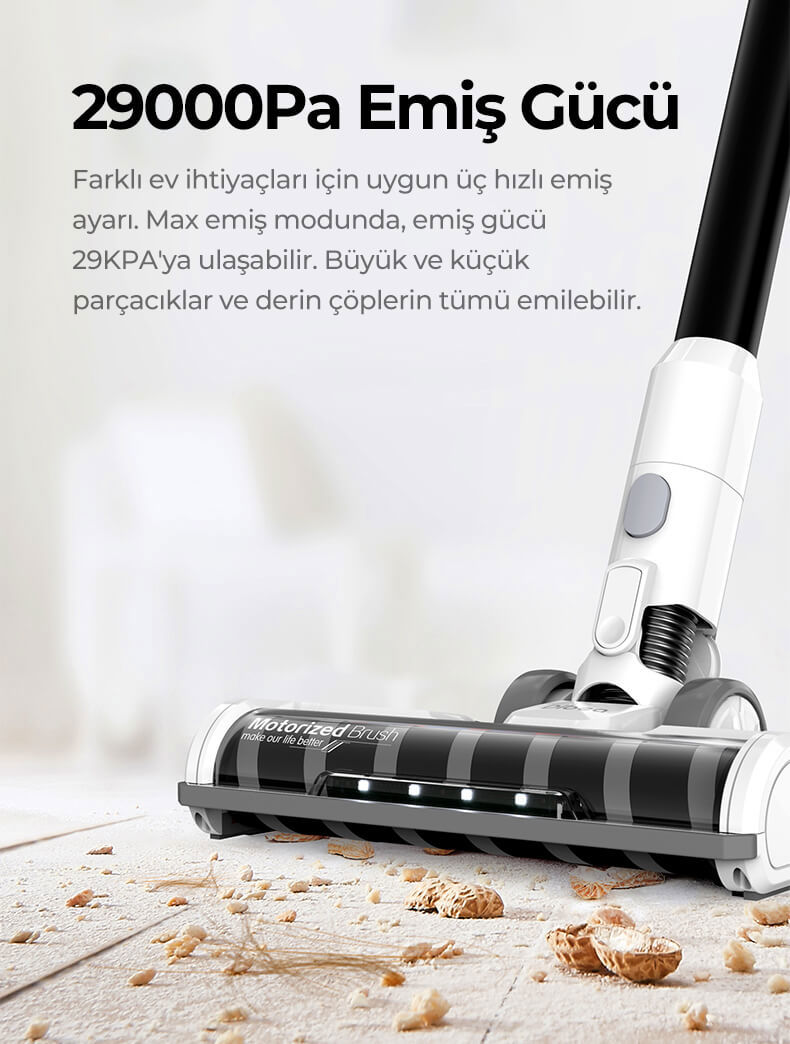 29000Pa Emiş Gücü
Farklı ev ihtiyaçları için uygun üç hızlı emiş
ayarı. Max emiş modunda, emiş gücü
29KPA'ya ulaşabilir. Büyük ve küçük
parçacıklar ve derin çöplerin tümü emilebilir.
Motorized Brush
make our life better